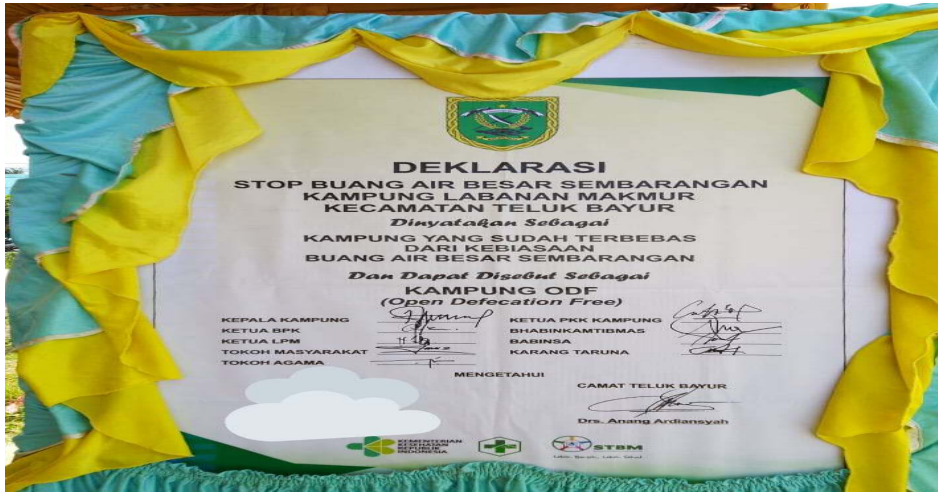 DEKLARASI
STOP BUANG AIR BESAR SEMBARANGAN
KAMPUNG LABANAN MAKMUR
KECAMATAN TELUK BAYUR
Dinyatakan Sebagai
KAMPUNG YANG SUDAH TERBEBAS
DARI KEBIASAAN
BUANG AIR BESAR SEMBARANGAN
Dan Dapat Disebut Sebagai
KAMPUNG ODF
(Open Defecation Free)
KEPALA KAMPUNG
KETUA BPK
KETUA LPM
TOKOH MASYARAKAT
TOKOH AGAMA
KETUA PKK KAMPUNG
BHABINKAMTIBMAS
BABINSA
KARANG TARUNA
MENGETAHUI
CAMAT TELUK BAYUR
Drs. Anang Ardiansyah
KEMENTERIAN
KESEHATAN
REPUBLIK
INDONESIA
STBM